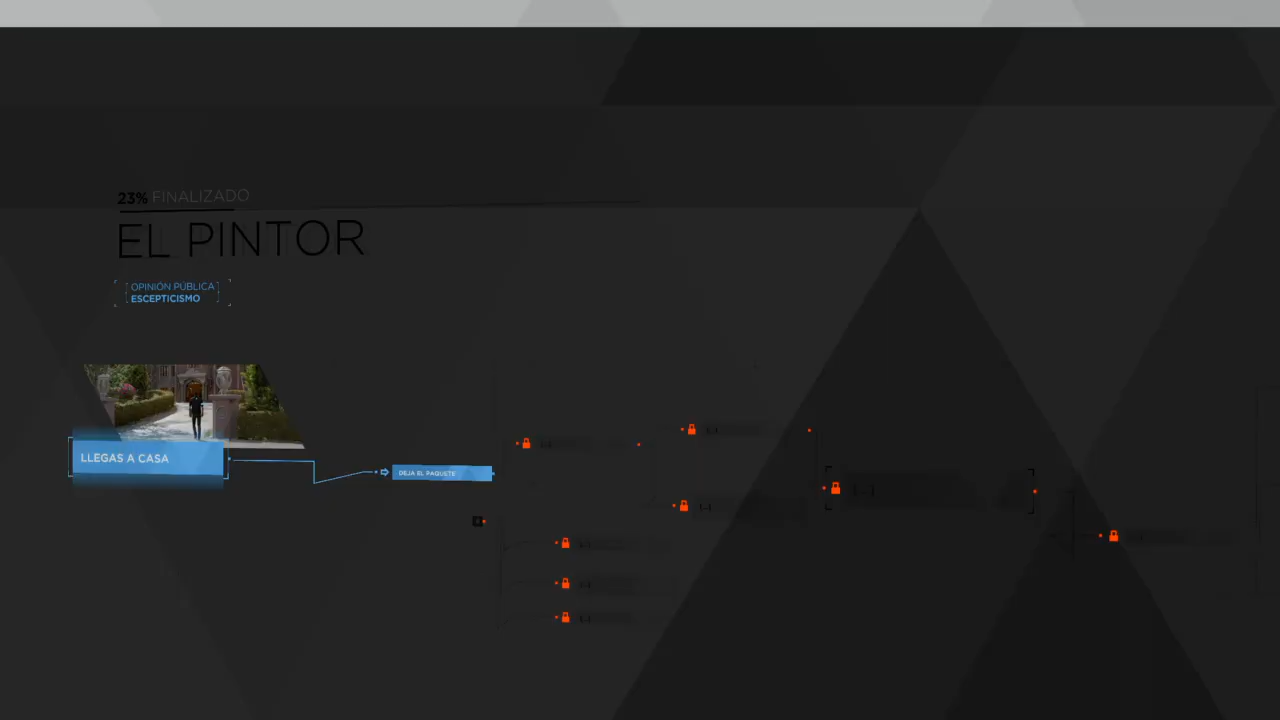 23% FINALIZADO
EL PINTOR
OPINIÓN PÚBLICA
ESCEPTICISMO
LLEGAS A CASA
DEJA EL PAQUETE